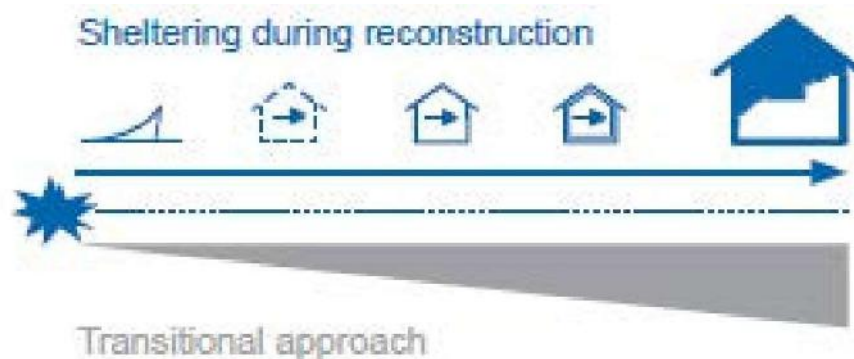 Sheltering during reconstruction
Transitional approach